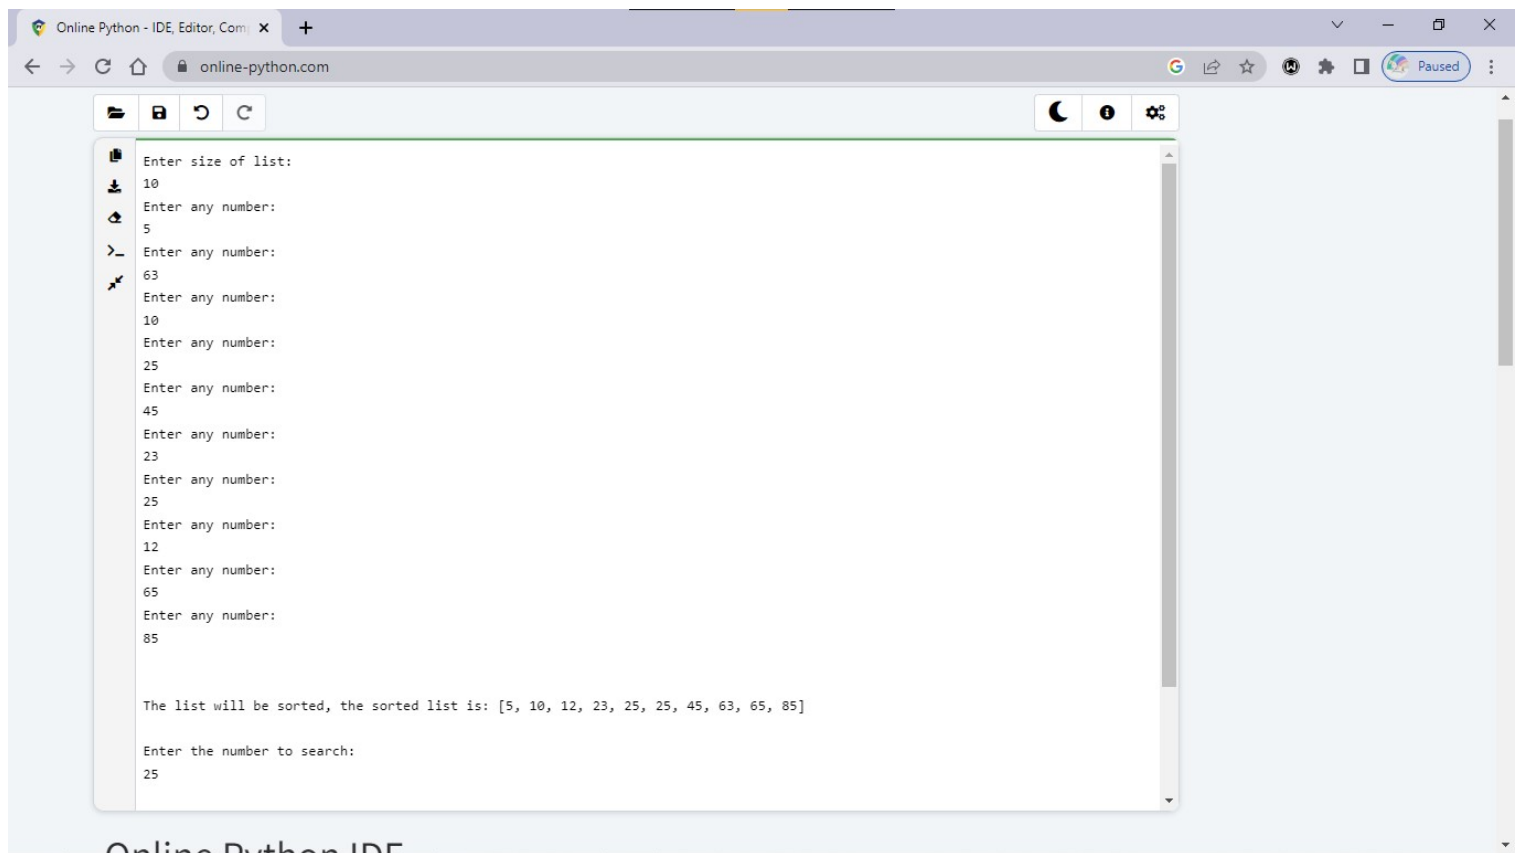 Online Python - IDE, Editor, Com
online-python.com
Paused
Enter size of list:
10
Enter any number:
5
Enter any number:
63
Enter any number:
10
Enter any number:
25
Enter any number:
45
Enter any number:
23
Enter any number:
25
Enter any number:
12
Enter any number:
65
Enter any number:
85
The list will be sorted, the sorted list is: [5, 10, 12, 23, 25, 25, 45, 63, 65, 85]
Enter the number to search:
25
Online Python IDE